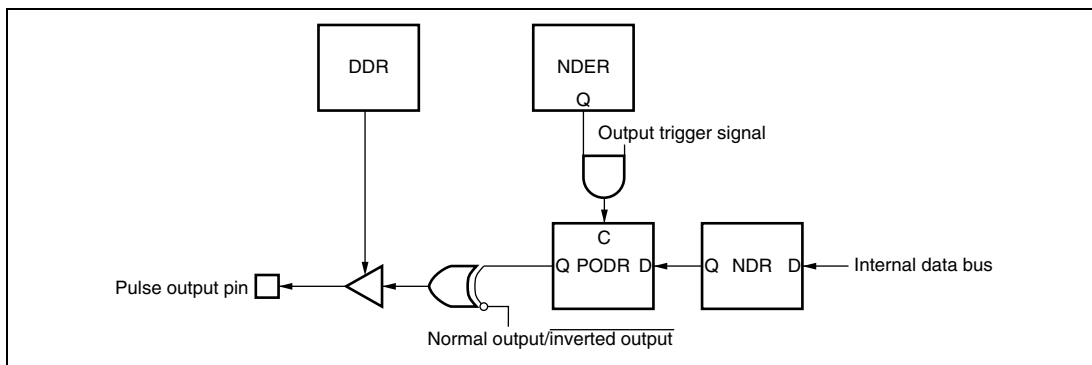 DDR
NDER
Q
Output trigger signal
C
Q PODR D
Q NDR D
Internal data bus
Pulse output pin
Normal output/inverted output